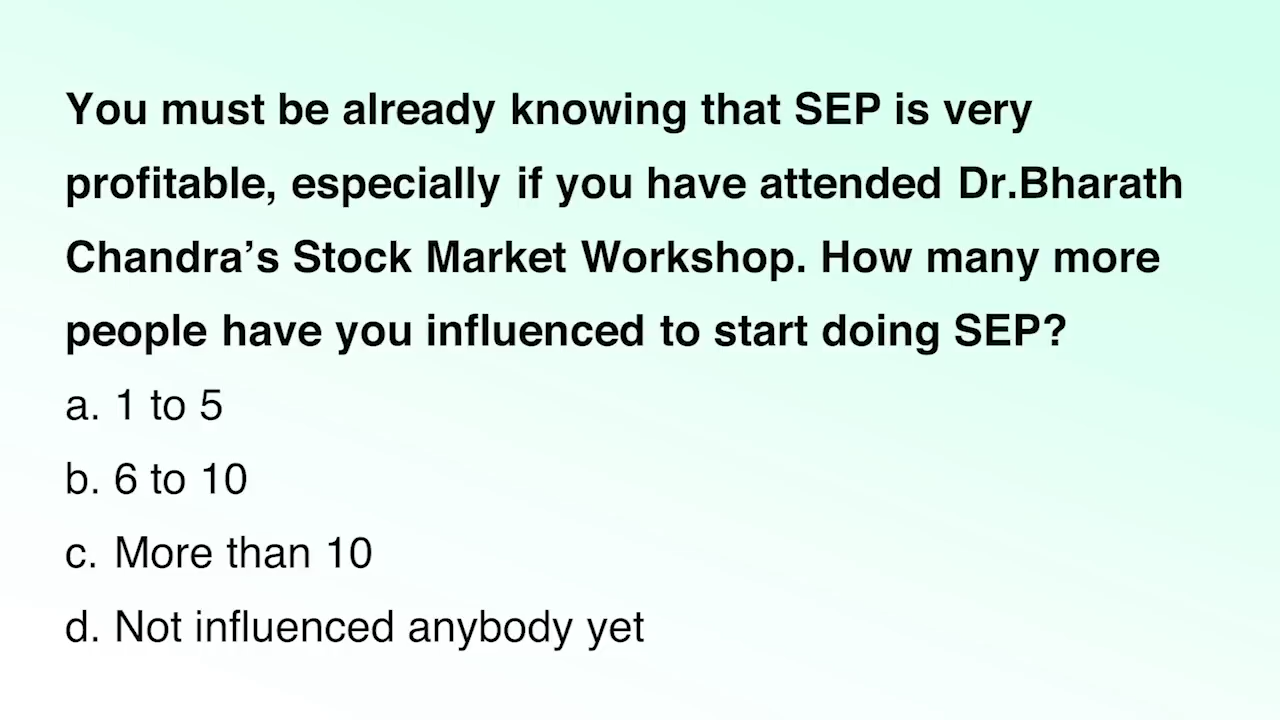 You must be already knowing that SEP is very
profitable, especially if you have attended Dr.Bharath
Chandra’s Stock Market Workshop. How many more
people have you influenced to start doing SEP?
a. 1 to 5
b. 6 to 10
c. More than 10
d. Not influenced anybody yet